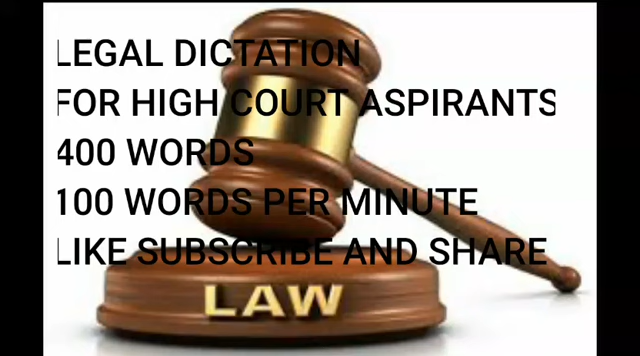 LEGAL DICTATION
FOR HIGH COURT ASPIRANTS
400 WORDS
100 WORDS PER MINUTE
LIKE SUBSCRIBE AND SHARE
LAW